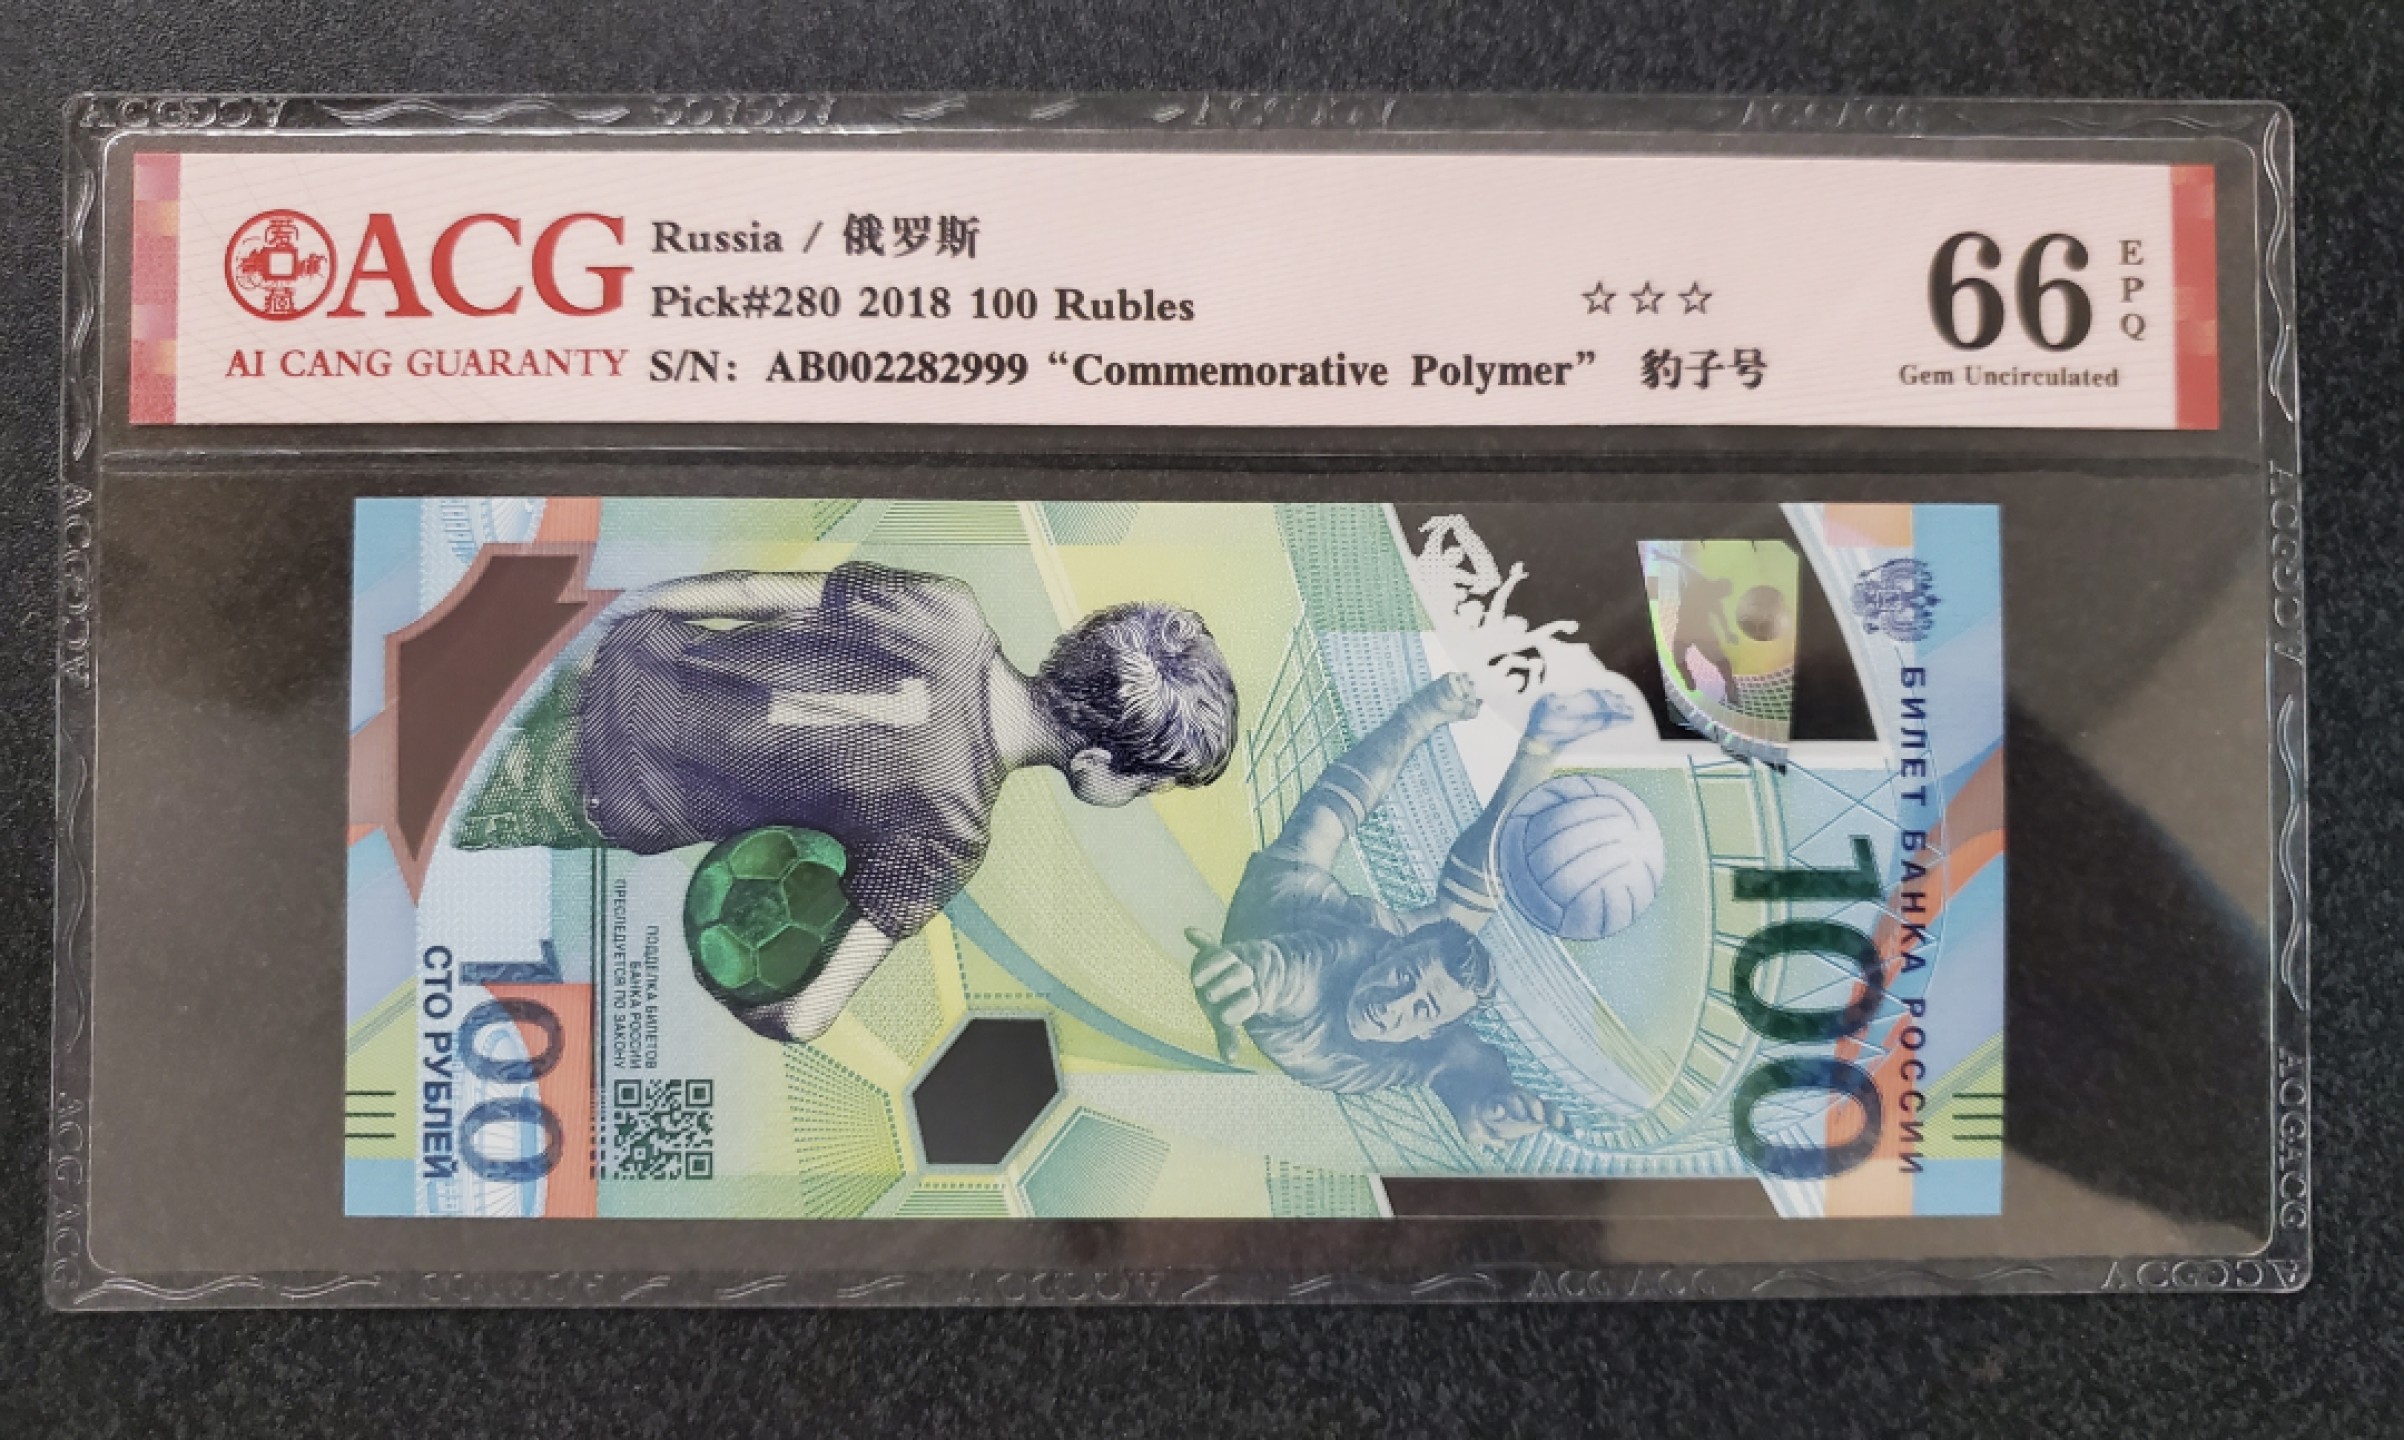 ACG
AI CANG GUARANTY
Russia / 俄罗斯
Pick#280 2018 100 Rubles
S/N: AB002282999 “Commemorative Polymer” 豹子号
☆☆☆
66
EPQ
Gem Uncirculated
БИЛЕТ БАНКА РОССИИ
100
1
ПОДДЕЛКА БИЛЕТОВ
БАНКА РОССИИ
ПРЕСЛЕДУЕТСЯ ПО ЗАКОНУ
100
СТО РУБЛЕЙ